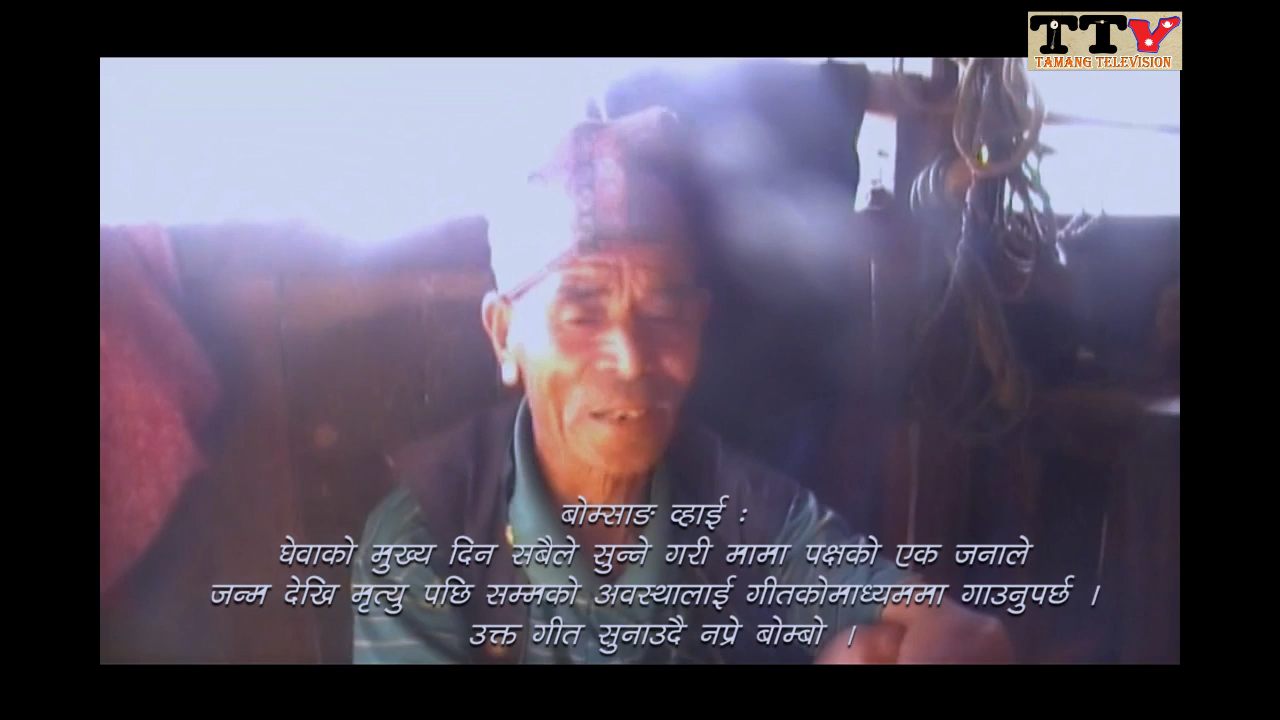 TTV
TAMANG TELEVISION
बोम्साङ व्हाई :
घेवाको मुख्य दिन सबैले सुन्ने गरी मामा पक्षको एक जनाले
जन्म देखि मृत्यु पछि सम्मको अवस्थालाई गीतकोमाध्यममा गाउनुपर्छ ।
उक्त गीत सुनाउदै नप्रे बोम्बो ।